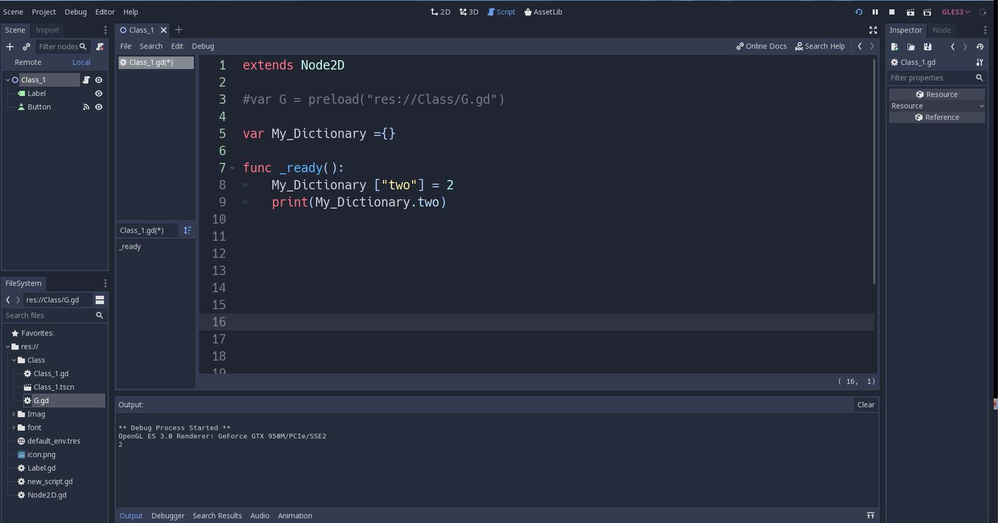 Scene Project Debug Editor Help
2D 3D Script AssetLib
GLES3
Scene Import
Filter nodes
Remote Local
Class_1
Label
Button
FileSystem
res://Class/G.gd
Search files
Favorites:
res://
Class
Class_1.gd
Class_1.tscn
G.gd
Imag
font
default_env.tres
icon.png
Label.gd
new_script.gd
Node2D.gd
Class_1
File Search Edit Debug
Online Docs Search Help
Class_1.gd(*)
Class_1.gd(*)
_ready
1 extends Node2D
2
3 #var G = preload("res://Class/G.gd")
4
5 var My_Dictionary ={}
6
7 func _ready():
8 My_Dictionary ["two"] = 2
9 print(My_Dictionary.two)
10
11
12
13
14
15
16
17
18
19
( 16, 1)
Output:
Clear
** Debug Process Started **
OpenGL ES 3.0 Renderer: GeForce GTX 950M/PCIe/SSE2
2
Output Debugger Search Results Audio Animation
Inspector Node
Class_1.gd
Filter properties
Resource
Resource
Reference